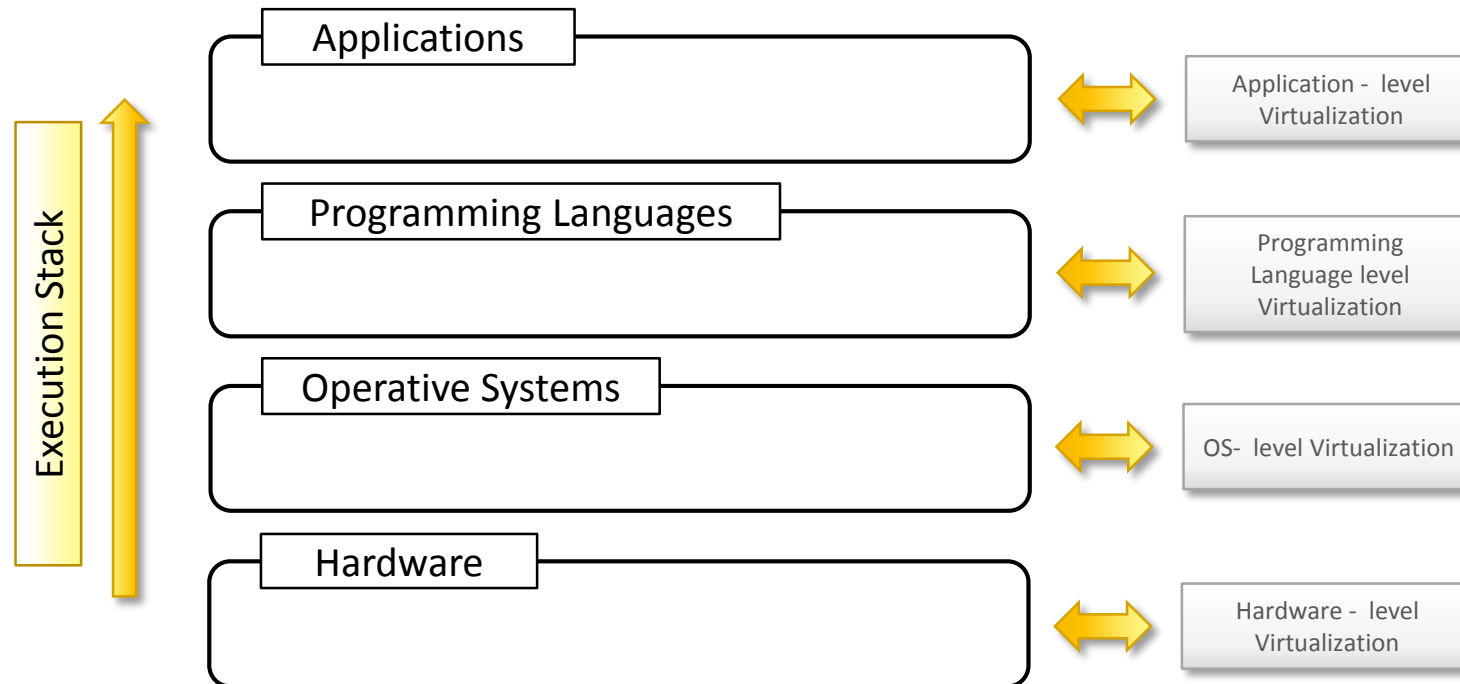 Applications
Application -  level
Virtualization
Execution Stack
Programming Languages
Programming
Language level
Virtualization
Operative Systems
OS-  level Virtualization
Hardware
Hardware -  level
Virtualization